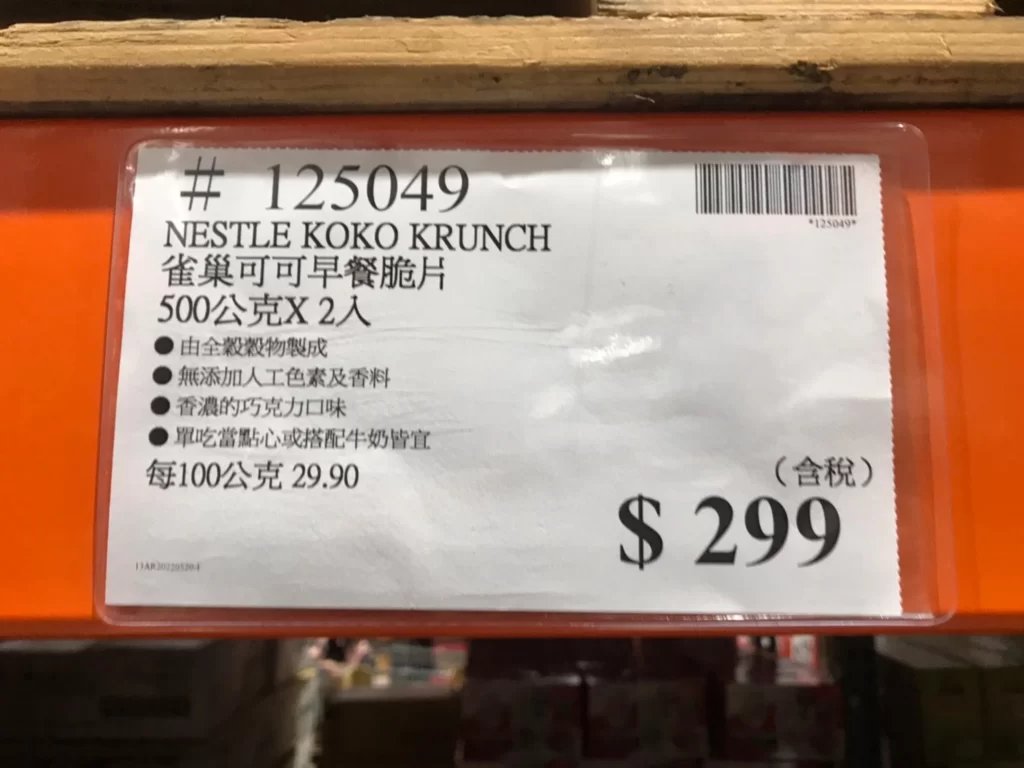 # 125049
*125049*
NESTLE KOKO KRUNCH
雀巢可可早餐脆片
500公克X 2入
●由全穀穀物製成
●無添加人工色素及香料
●香濃的巧克力口味
●單吃當點心或搭配牛奶皆宜
每100公克 29.90
(含稅)
$ 299